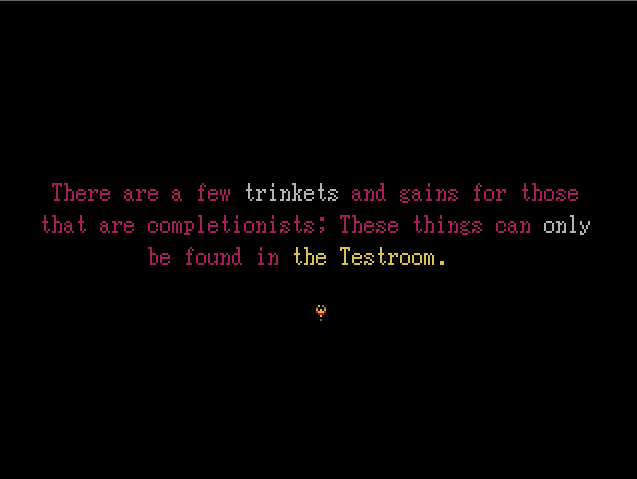 There are a few trinkets and gains for those
that are completionists; These things can only
be found in the Testroom.